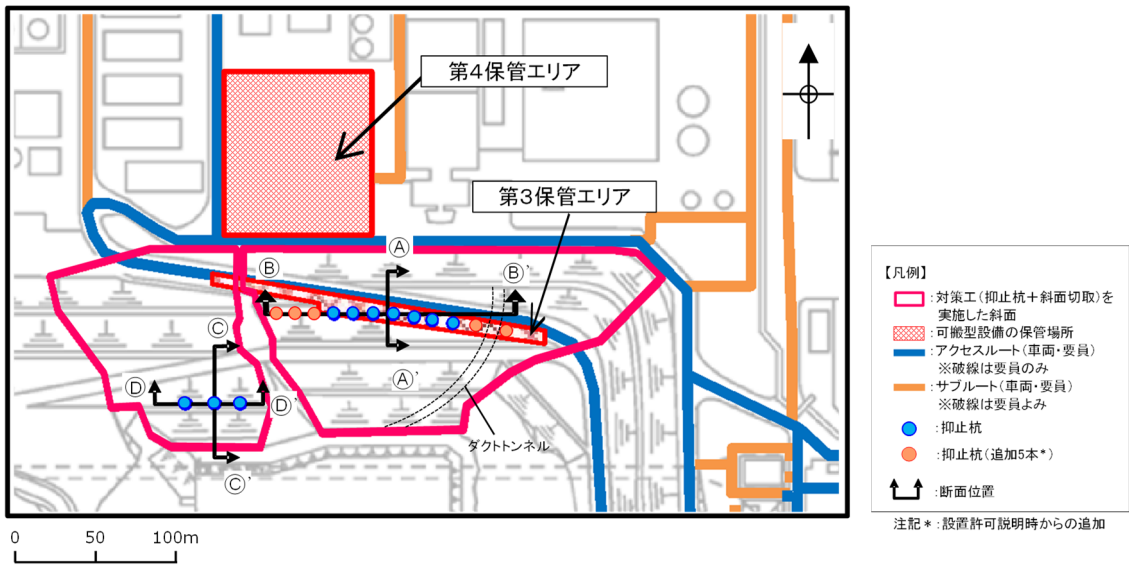 第4保管エリア
第3保管エリア
Ⓐ
Ⓑ
Ⓑ'
Ⓒ
Ⓐ'
Ⓓ
Ⓓ'
Ⓒ'
ダクトトンネル
0 50 100m
【凡例】
:対策工(抑止杭+斜面切取)を
実施した斜面
:可搬型設備の保管場所
:アクセスルート(車両・要員)
※破線は要員のみ
:サブルート(車両・要員)
※破線は要員よみ
:抑止杭
:抑止杭(追加5本*)
:断面位置
注記*:設置許可説明時からの追加